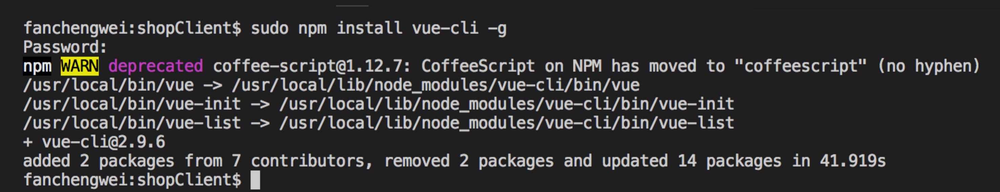 fanchengwei:shopClient$ sudo npm install vue-cli -g
Password:
npm WARN deprecated coffee-script@1.12.7: CoffeeScript on NPM has moved to "coffeescript" (no hyphen)
/usr/local/bin/vue -> /usr/local/lib/node_modules/vue-cli/bin/vue
/usr/local/bin/vue-init -> /usr/local/lib/node_modules/vue-cli/bin/vue-init
/usr/local/bin/vue-list -> /usr/local/lib/node_modules/vue-cli/bin/vue-list
+ vue-cli@2.9.6
added 2 packages from 7 contributors, removed 2 packages and updated 14 packages in 41.919s
fanchengwei:shopClient$